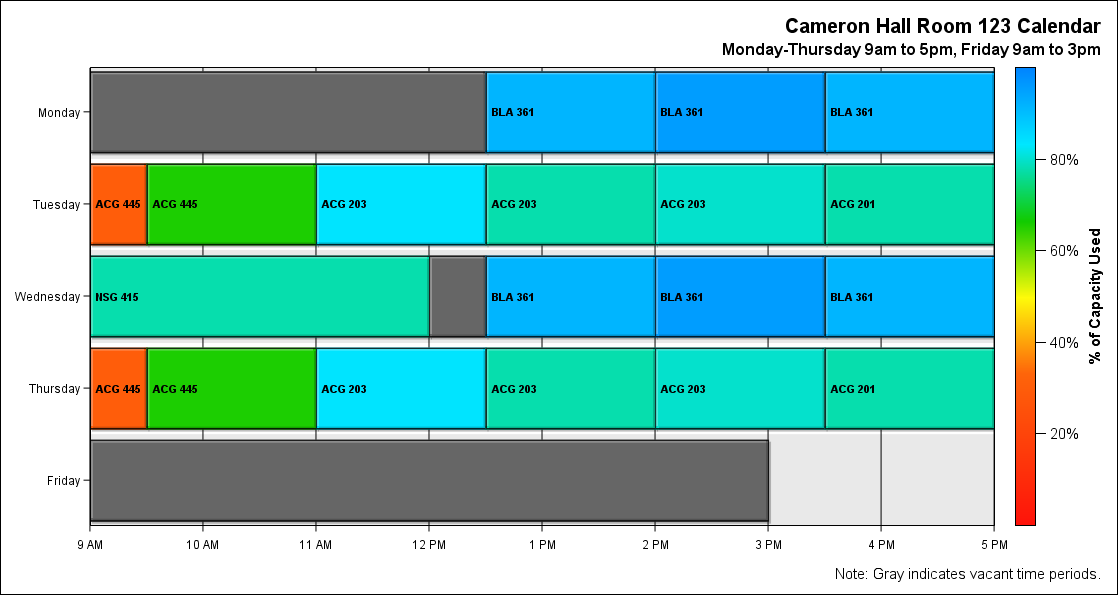 Cameron Hall Room 123 Calendar
Monday-Thursday 9am to 5pm, Friday 9am to 3pm
Monday
BLA 361
BLA 361
BLA 361
Tuesday
ACG 445
ACG 445
ACG 203
ACG 203
ACG 203
ACG 201
Wednesday
NSG 415
BLA 361
BLA 361
BLA 361
Thursday
ACG 445
ACG 445
ACG 203
ACG 203
ACG 203
ACG 201
Friday
9 AM
10 AM
11 AM
12 PM
1 PM
2 PM
3 PM
4 PM
5 PM
80%
60%
40%
20%
% of Capacity Used
Note: Gray indicates vacant time periods.